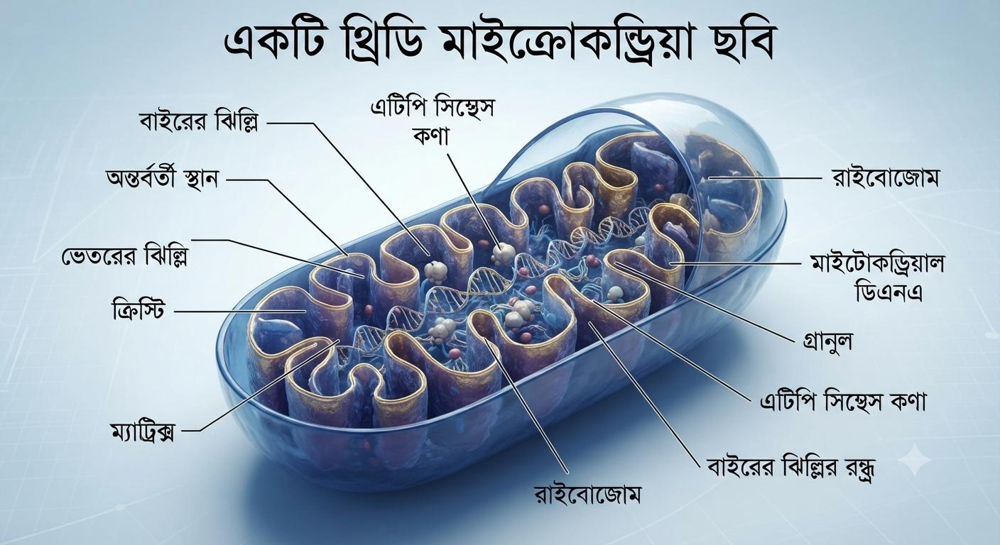 একটি থ্রিডি মাইক্রোকন্ড্রিয়া ছবি
বাইরের ঝিল্লি
এটিপি সিন্থেস
কণা
অন্তর্বর্তী স্থান
রাইবোজোম
ভেতরের ঝিল্লি
মাইটোকড্রিয়াল
ডিএনএ
ক্রিস্টি
গ্রানুল
এটিপি সিন্থেস কণা
ম্যাট্রিক্স
বাইরের ঝিল্লির রন্ধ্র
রাইবোজোম